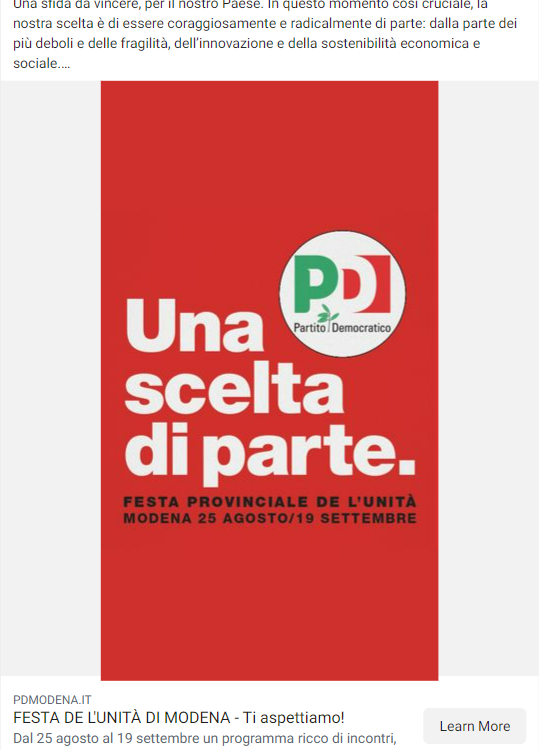 Una sfida da vincere, per il nostro Paese. In questo momento così cruciale, la
nostra scelta è di essere coraggiosamente e radicalmente di parte: dalla parte dei
più deboli e delle fragilità, dell'innovazione e della sostenibilità economica e
sociale....
PD
Partito Democratico
Una
scelta
di parte.
FESTA PROVINCIALE DE L'UNITÀ
MODENA 25 AGOSTO/19 SETTEMBRE
PDMODENA.IT
FESTA DE L'UNITÀ DI MODENA - Ti aspettiamo!
Dal 25 agosto al 19 settembre un programma ricco di incontri,
Learn More